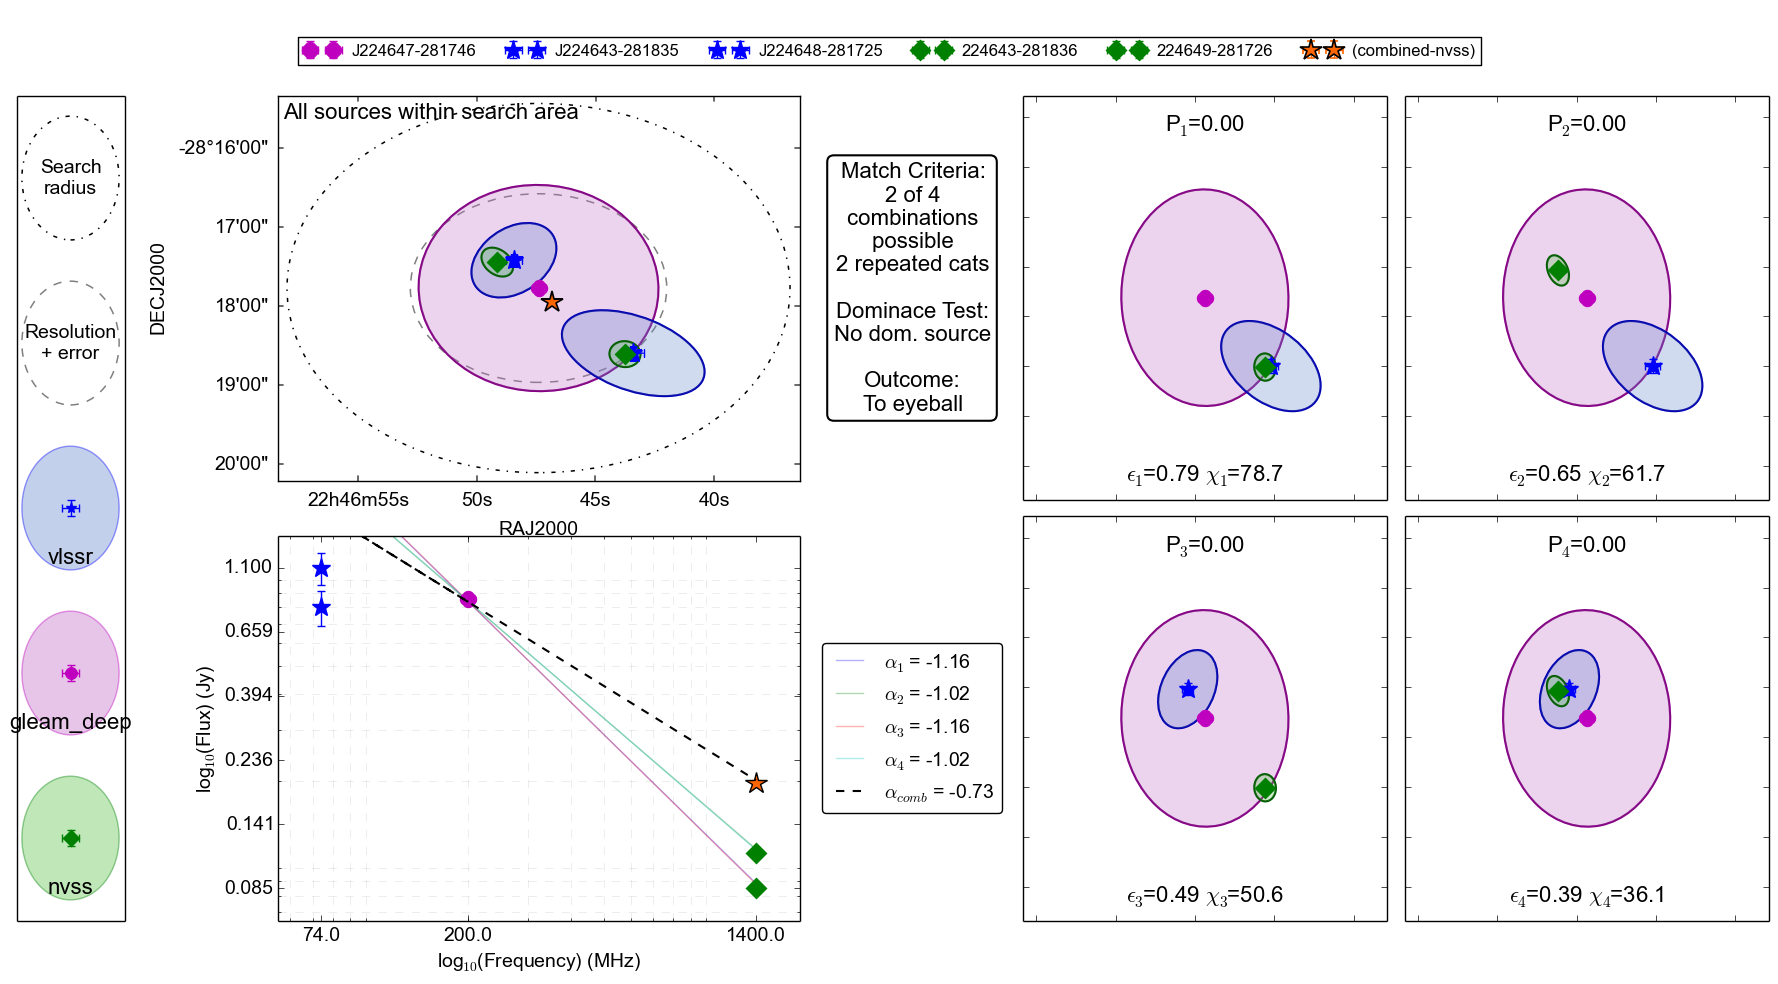 J224647-281746
J224643-281835
J224648-281725
224643-281836
224649-281726
(combined-nvss)
Search
radius
Resolution
+ error
vlssr
gleam_deep
nvss
All sources within search area
DECJ2000
-28°16'00"
17'00"
18'00"
19'00"
20'00"
22h46m55s
50s
45s
40s
RAJ2000
Match Criteria:
2 of 4
combinations
possible
2 repeated cats
Dominace Test:
No dom. source
Outcome:
To eyeball
P₁=0.00
ϵ₁=0.79 χ₁=78.7
P₂=0.00
ϵ₂=0.65 χ₂=61.7
P₃=0.00
ϵ₃=0.49 χ₃=50.6
P₄=0.00
ϵ₄=0.39 χ₄=36.1
log₁₀(Flux) (Jy)
1.100
0.659
0.394
0.236
0.141
0.085
74.0
200.0
1400.0
log₁₀(Frequency) (MHz)
α₁ = -1.16
α₂ = -1.02
α₃ = -1.16
α₄ = -1.02
α_comb = -0.73